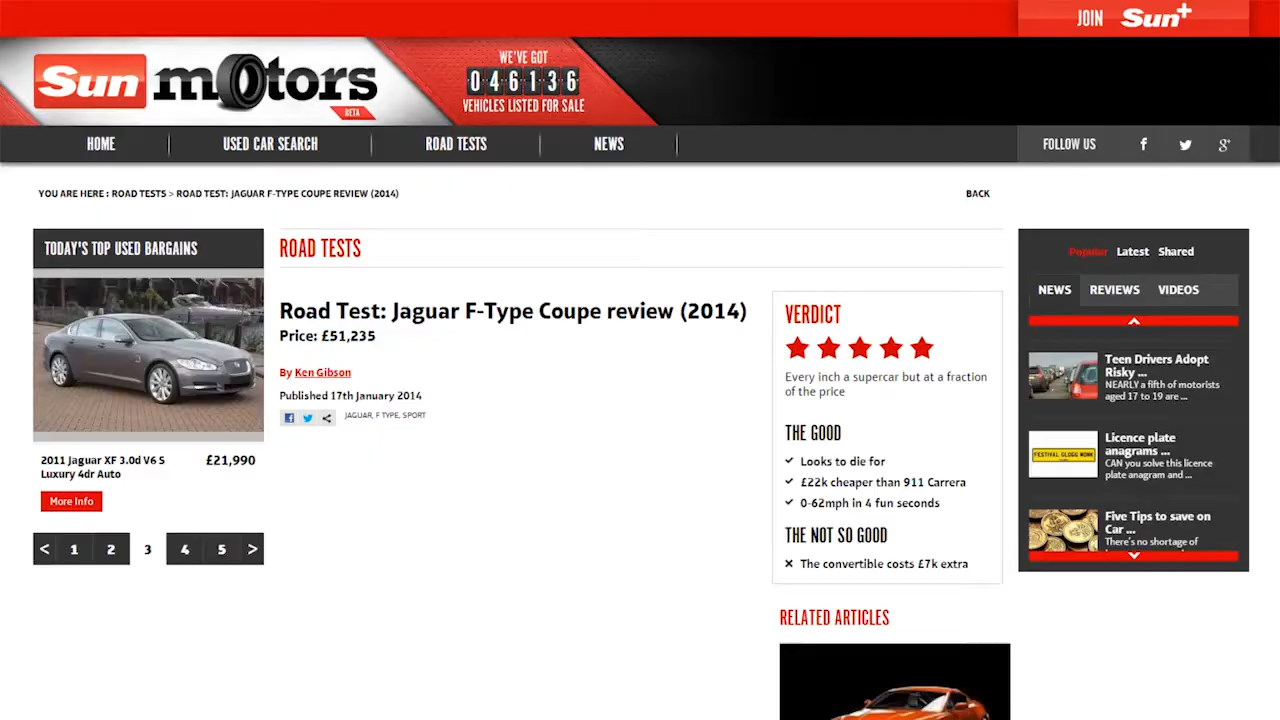 JOIN Sun+
Sun motors
BETA
WE'VE GOT
046136
VEHICLES LISTED FOR SALE
HOME
USED CAR SEARCH
ROAD TESTS
NEWS
FOLLOW US
YOU ARE HERE : ROAD TESTS > ROAD TEST: JAGUAR F-TYPE COUPE REVIEW (2014)
BACK
TODAY'S TOP USED BARGAINS
2011 Jaguar XF 3.0d V6 S
Luxury 4dr Auto
£21,990
More Info
< 1 2 3 4 5 >
ROAD TESTS
Road Test: Jaguar F-Type Coupe review (2014)
Price: £51,235
By Ken Gibson
Published 17th January 2014
JAGUAR, F TYPE, SPORT
VERDICT
Every inch a supercar but at a fraction
of the price
THE GOOD
Looks to die for
£22k cheaper than 911 Carrera
0-62mph in 4 fun seconds
THE NOT SO GOOD
The convertible costs £7k extra
RELATED ARTICLES
Popular Latest Shared
NEWS REVIEWS VIDEOS
Teen Drivers Adopt
Risky ...
NEARLY a fifth of motorists
aged 17 to 19 are ...
FESTIVAL GLOGG WONK
Licence plate
anagrams ...
CAN you solve this licence
plate anagram and ...
Five Tips to save on
Car ...
There's no shortage of